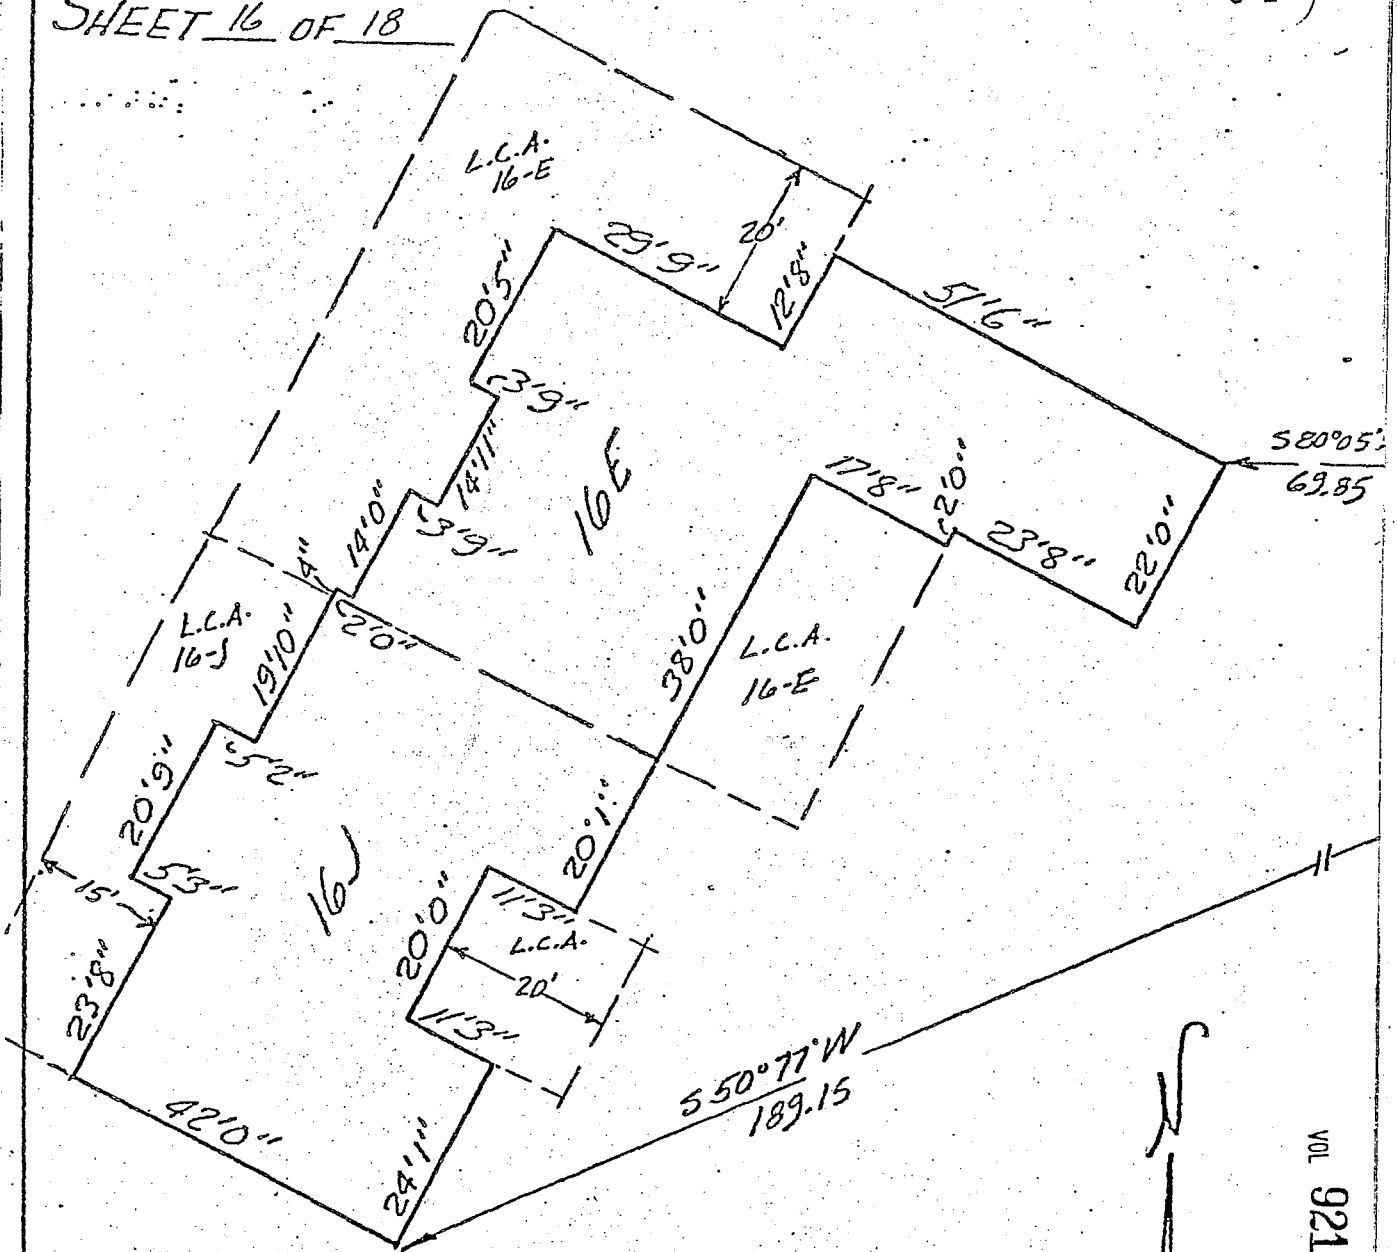 SHEET 16 OF 18
L.C.A.
16-E
20'
29'9"
12'8"
20'5"
51'6"
3'9"
14'11"
16E
S80°05'
69.85
17'8"
2'0"
23'8"
22'0"
14'0"
3'9"
4"
2'0"
L.C.A.
16-J
19'10"
38'0"
L.C.A.
16-E
5'2"
20'9"
20'1"
5'3"
15'
16J
20'0"
11'3"
L.C.A.
20'
23'8"
11'3"
S50°77'W
189.15
42'0"
24'1"
VOL 921